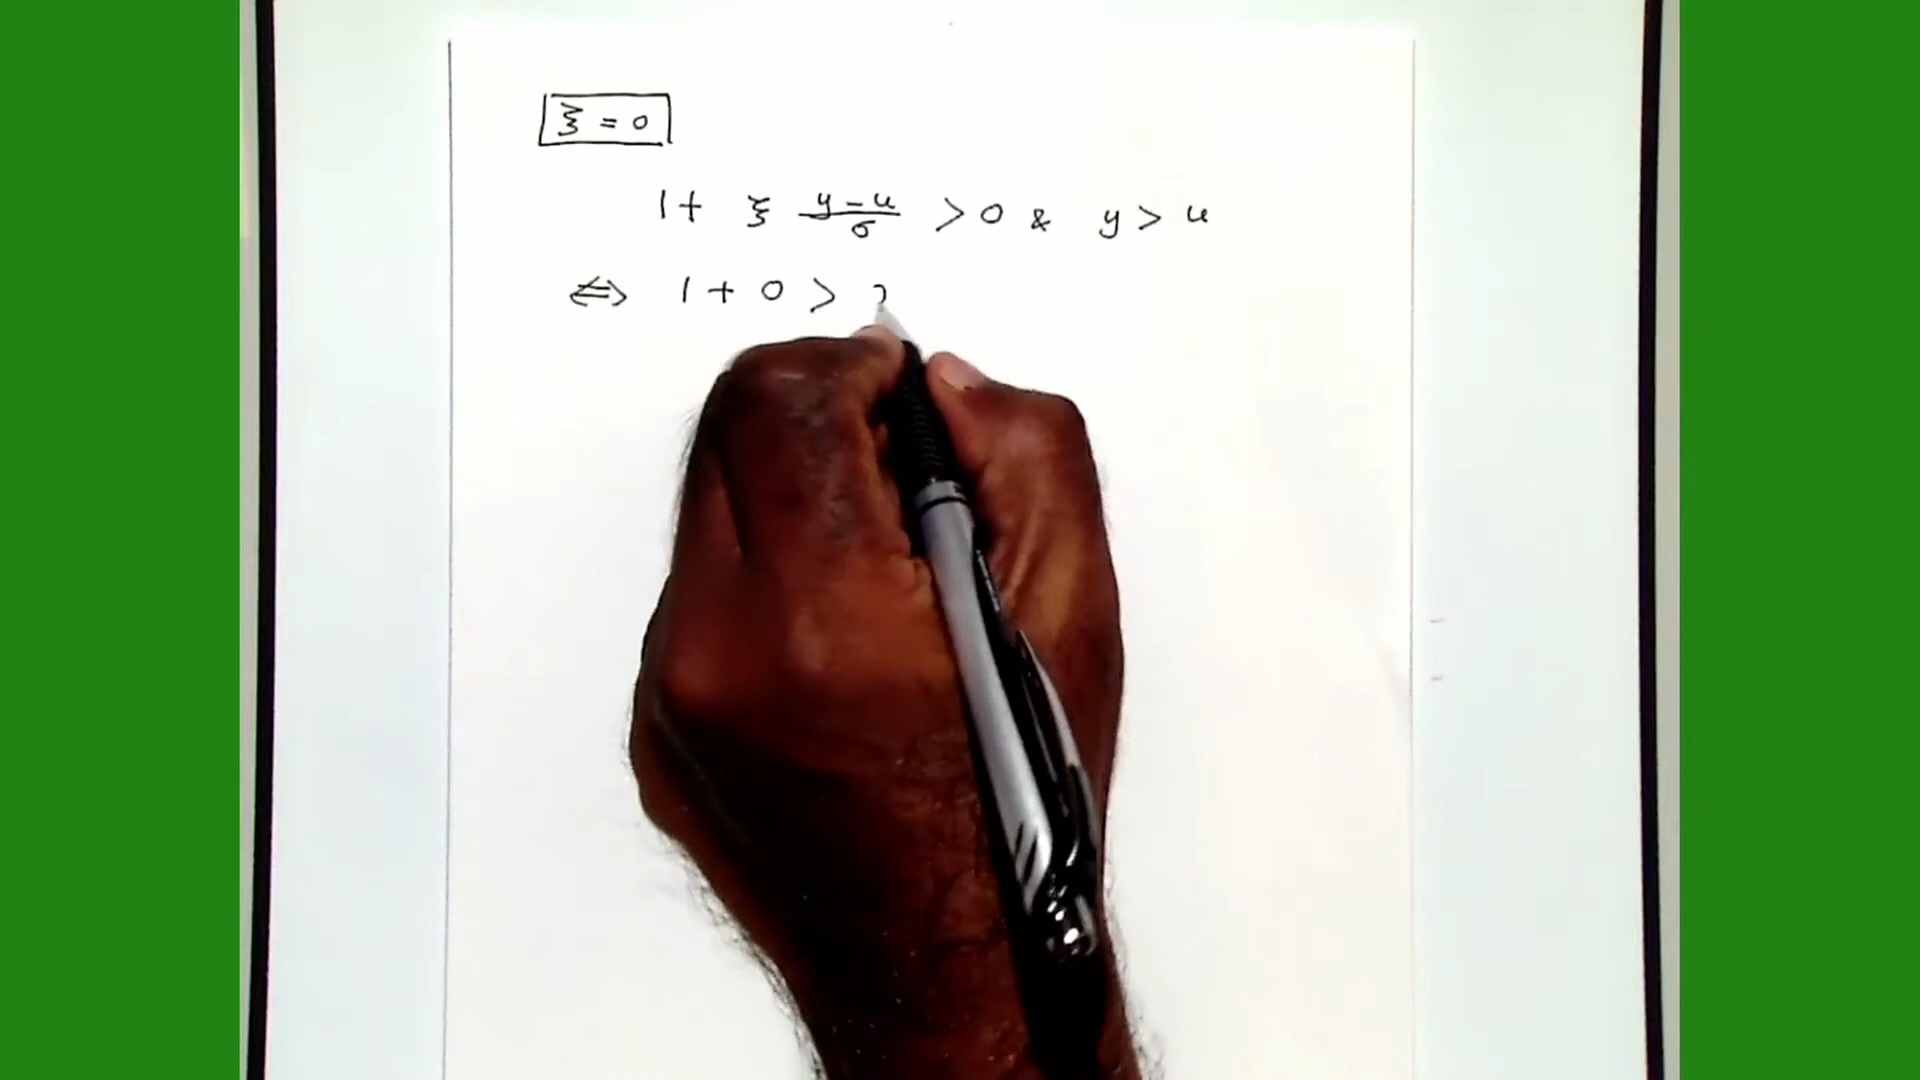 ξ = 0
1 + ξ y - u / σ > 0 & y > u
⇔ 1 + 0 >